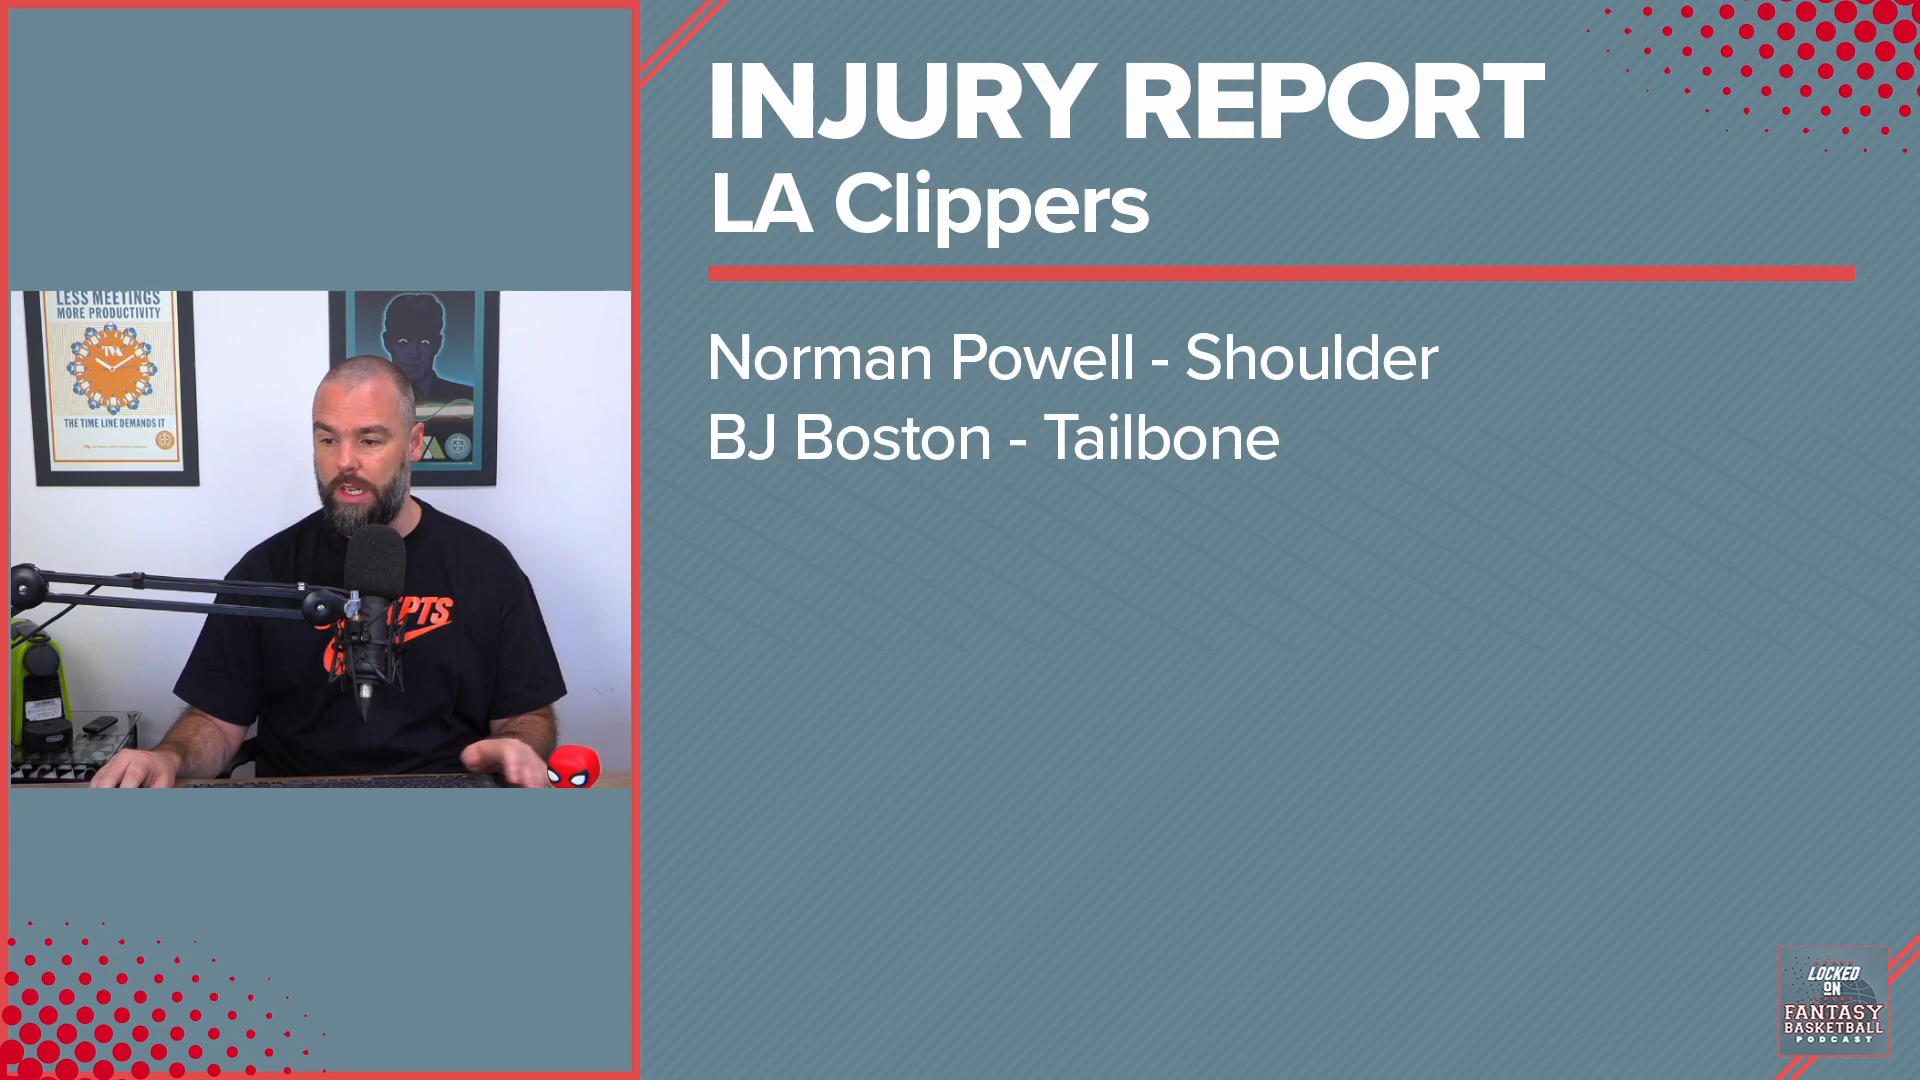 INJURY REPORT
LA Clippers
Norman Powell - Shoulder
BJ Boston - Tailbone
LESS MEETINGS
MORE PRODUCTIVITY
TVA
THE TIME LINE DEMANDS IT
PTS
LOCKED
ON
FANTASY
BASKETBALL
PODCAST